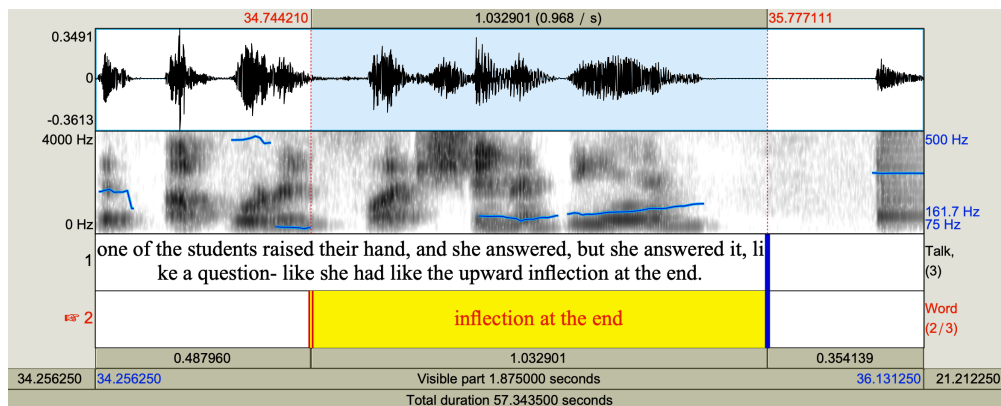 34.744210 1.032901 (0.968 / s) 35.777111
0.3491
0
-0.3613
4000 Hz 500 Hz
161.7 Hz
0 Hz 75 Hz
one of the students raised their hand, and she answered, but she answered it, li
ke a question- like she had like the upward inflection at the end.
1 Talk,
(3)
☞ 2 inflection at the end Word
(2/3)
0.487960 1.032901 0.354139
34.256250 34.256250 Visible part 1.875000 seconds 36.131250 21.212250
Total duration 57.343500 seconds